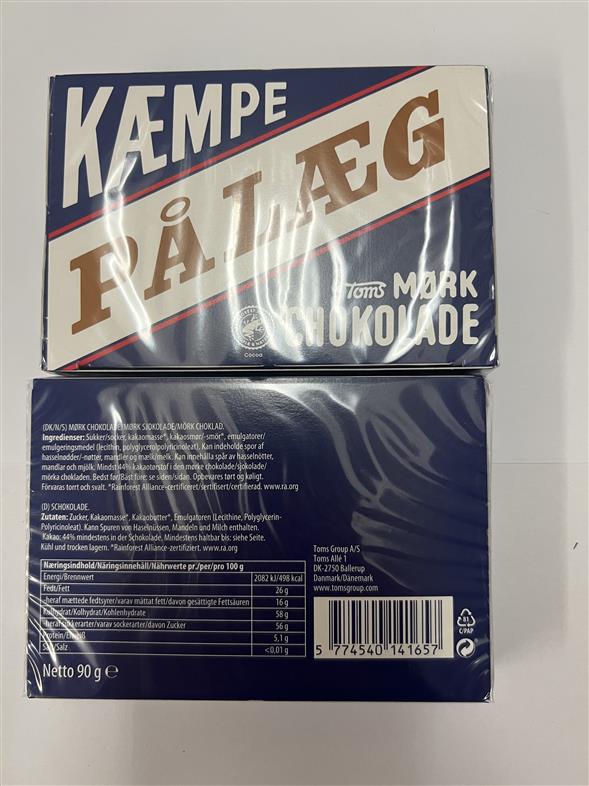 KÆMPE
PÅLÆG
Toms MØRK
CHOKOLADE
Cocoa
(DK/N/S) MØRK CHOKOLADE/MØRK SJOKOLADE/MÖRK CHOKLAD.
Ingredienser: Sukker/socker, kakaomasse*, kakaosmør/-smör*, emulgatorer/
emulgeringsmedel (lecithin, polyglycerolpolyricinoleat). Kan indeholde spor af
hasselnødder/-nøtter, mandler og mælk/melk. Kan innehålla spår av hasselnötter,
mandlar och mjölk. Mindst 44% kakaotørstof i den mørke chokolade/sjokolade/
mörka chokladen. Bedst før/Bäst före: se siden/sidan. Opbevares tørt og køligt.
Förvaras torrt och svalt. *Rainforest Alliance-certificeret/sertifisert/certifierad. www.ra.org
(D) SCHOKOLADE.
Zutaten: Zucker, Kakaomasse*, Kakaobutter*, Emulgatoren (Lecithine, Polyglycerin-
Polyricinoleat). Kann Spuren von Haselnüssen, Mandeln und Milch enthalten.
Kakao: 44% mindestens in der Schokolade. Mindestens haltbar bis: siehe Seite.
Kühl und trocken lagern. *Rainforest Alliance-zertifiziert. www.ra.org
Næringsindhold/Näringsinnehåll/Nährwerte pr./per/pro 100 g
Energi/Brennwert 2082 kJ/498 kcal
Fedt/Fett 26 g
-heraf mættede fedtsyrer/varav mättat fett/davon gesättigte Fettsäuren 16 g
Kulhydrat/Kolhydrat/Kohlenhydrate 58 g
-heraf sukkerarter/varav sockerarter/davon Zucker 56 g
Protein/Eiweiß 5,1 g
Salt/Salz <0,01 g
Netto 90 g ℮
Toms Group A/S
Toms Allé 1
DK-2750 Ballerup
Danmark/Dänemark
www.tomsgroup.com
5 774540 141657
81
C/PAP